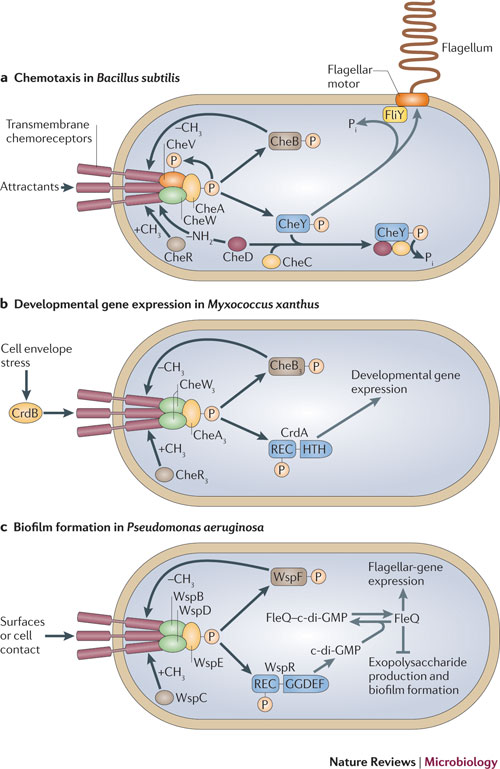 Flagellum
a Chemotaxis in Bacillus subtilis
Flagellar
motor
FliY
Transmembrane
chemoreceptors
–CH3
CheV
P
CheB
P
Pi
Attractants
P
CheA
CheW
CheY
P
+CH3
–NH2
CheR
CheD
CheC
CheY
P
Pi
b Developmental gene expression in Myxococcus xanthus
Cell envelope
stress
–CH3
CheW3
CheB3
P
Developmental gene
expression
CrdB
P
CheA3
CrdA
REC
HTH
P
+CH3
CheR3
c Biofilm formation in Pseudomonas aeruginosa
–CH3
WspB
WspD
WspF
P
Flagellar-gene
expression
Surfaces
or cell
contact
P
WspE
FleQ–c-di-GMP
FleQ
c-di-GMP
WspR
REC
GGDEF
P
Exopolysaccharide
production and
biofilm formation
+CH3
WspC
Nature Reviews | Microbiology